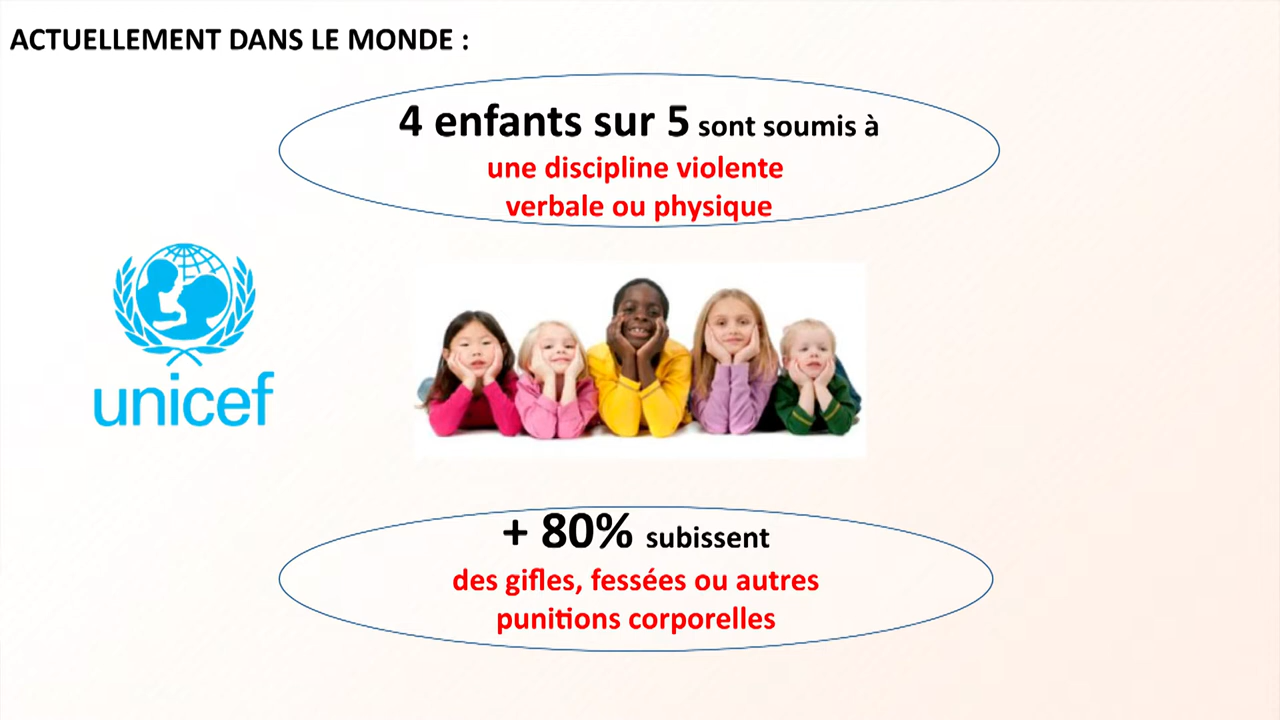 ACTUELLEMENT DANS LE MONDE :
4 enfants sur 5 sont soumis à
une discipline violente
verbale ou physique
unicef
+ 80% subissent
des gifles, fessées ou autres
punitions corporelles